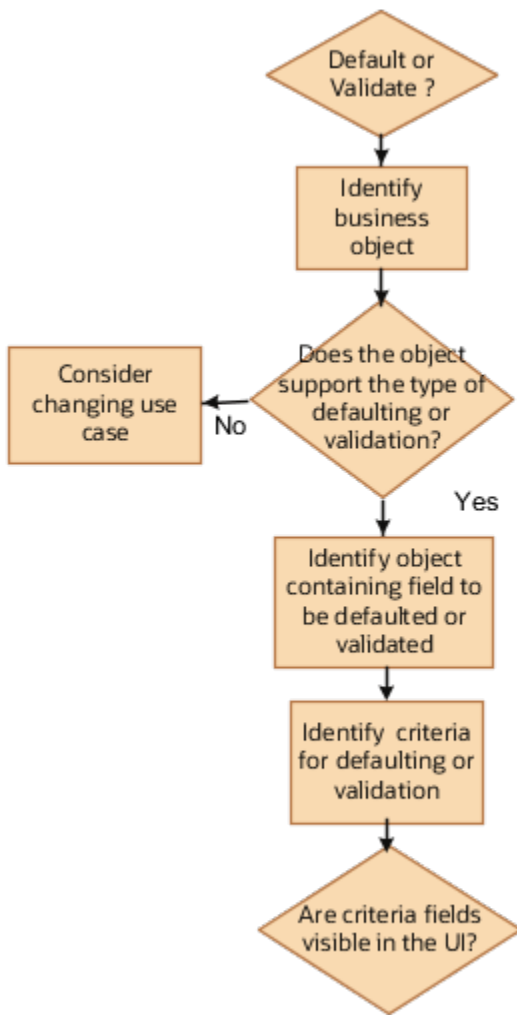 Default or
Validate ?
Identify
business
object
Does the object
support the type of
defaulting or
validation?
Consider
changing use
case
No
Yes
Identify object
containing field to
be defaulted or
validated
Identify criteria
for defaulting or
validation
Are criteria fields
visible in the UI?